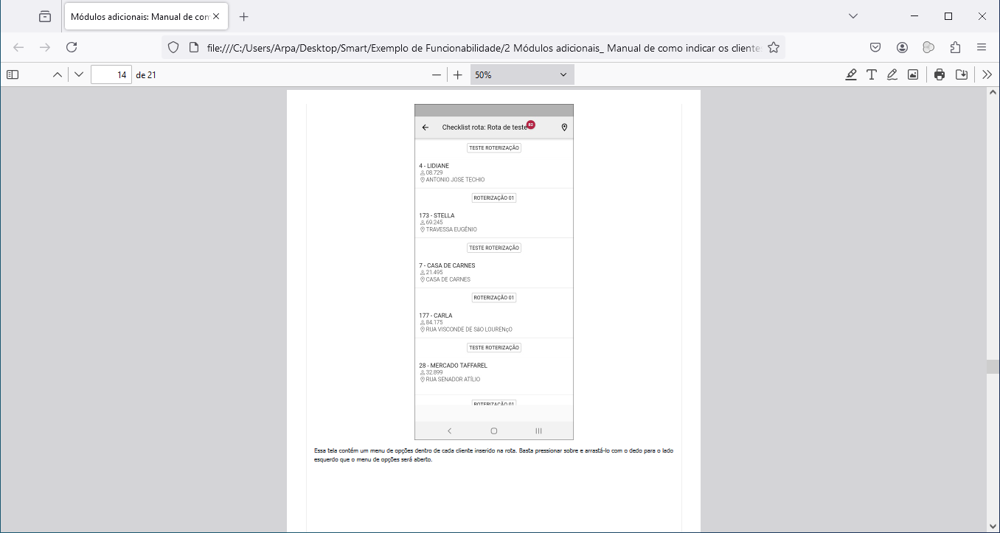 Módulos adicionais: Manual de con
file:///C:/Users/Arpa/Desktop/Smart/Exemplo de Funcionabilidade/2 Módulos adicionais_ Manual de como indicar os cliente
14 de 21
50%
Checklist rota: Rota de teste 82
TESTE ROTERIZAÇÃO
4 - LIDIANE
08.729
ANTONIO JOSE TECHIO
ROTERIZAÇÃO 01
173 - STELLA
69.245
TRAVESSA EUGÊNIO
TESTE ROTERIZAÇÃO
7 - CASA DE CARNES
21.495
CASA DE CARNES
ROTERIZAÇÃO 01
177 - CARLA
84.175
RUA VISCONDE DE SãO LOURENçO
TESTE ROTERIZAÇÃO
28 - MERCADO TAFFAREL
32.899
RUA SENADOR ATÍLIO
ROTERIZAÇÃO 01
Essa tela contém um menu de opções dentro de cada cliente inserido na rota. Basta pressionar sobre e arrastá-lo com o dedo para o lado
esquerdo que o menu de opções será aberto.